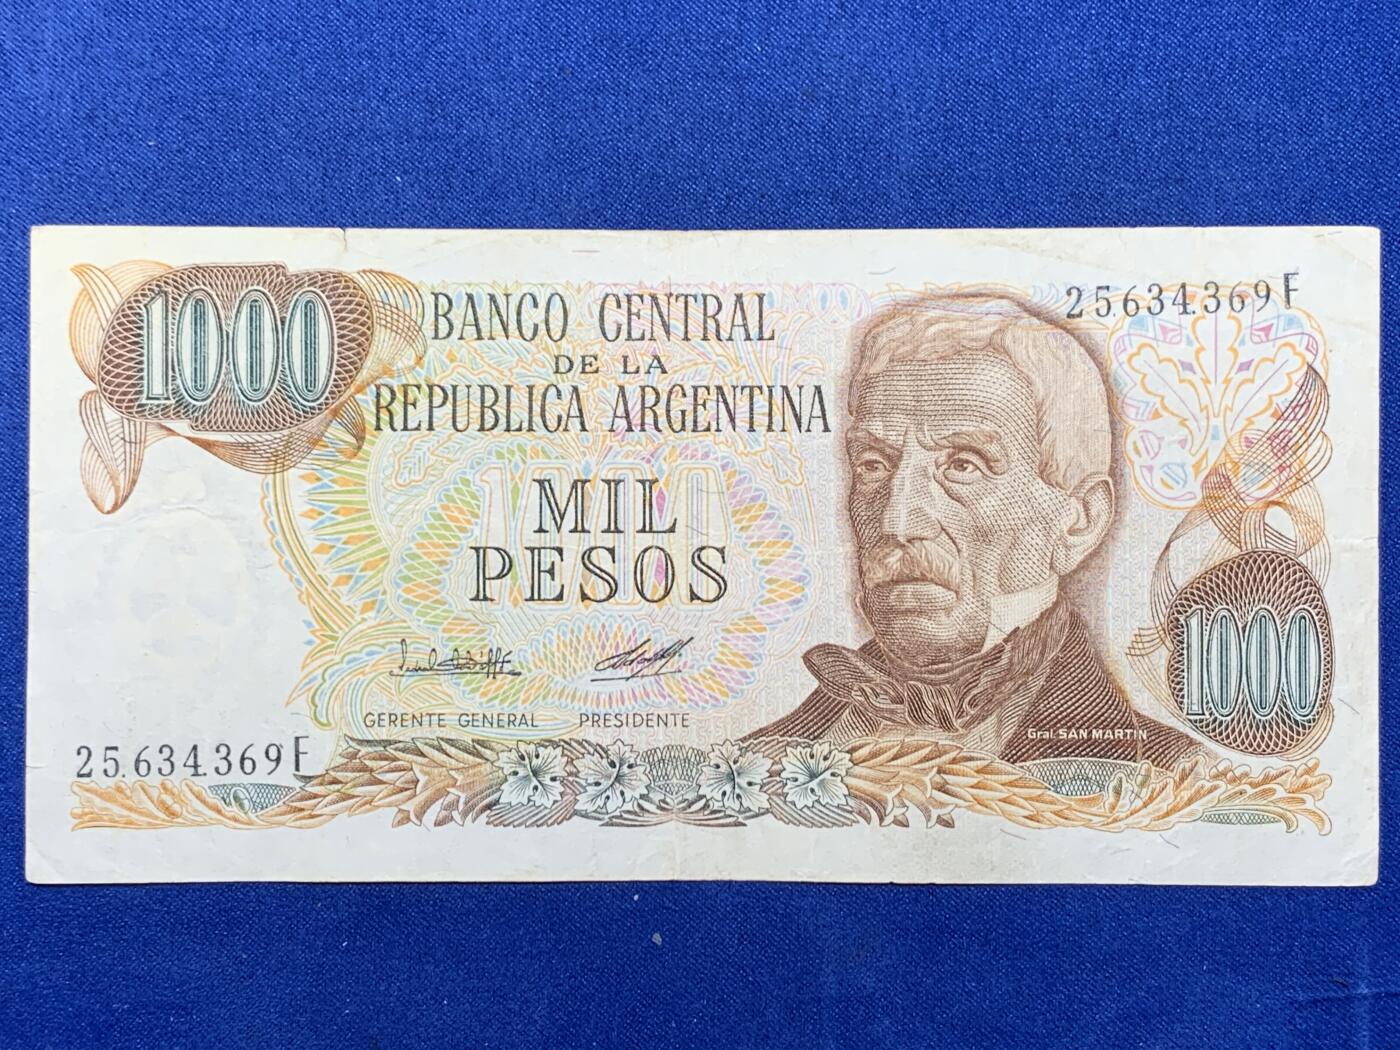 1000
BANCO CENTRAL
DE LA
REPUBLICA ARGENTINA
25.634.369 F
1000
MIL
PESOS
GERENTE GENERAL PRESIDENTE
Gral. SAN MARTIN
1000
25.634.369 F